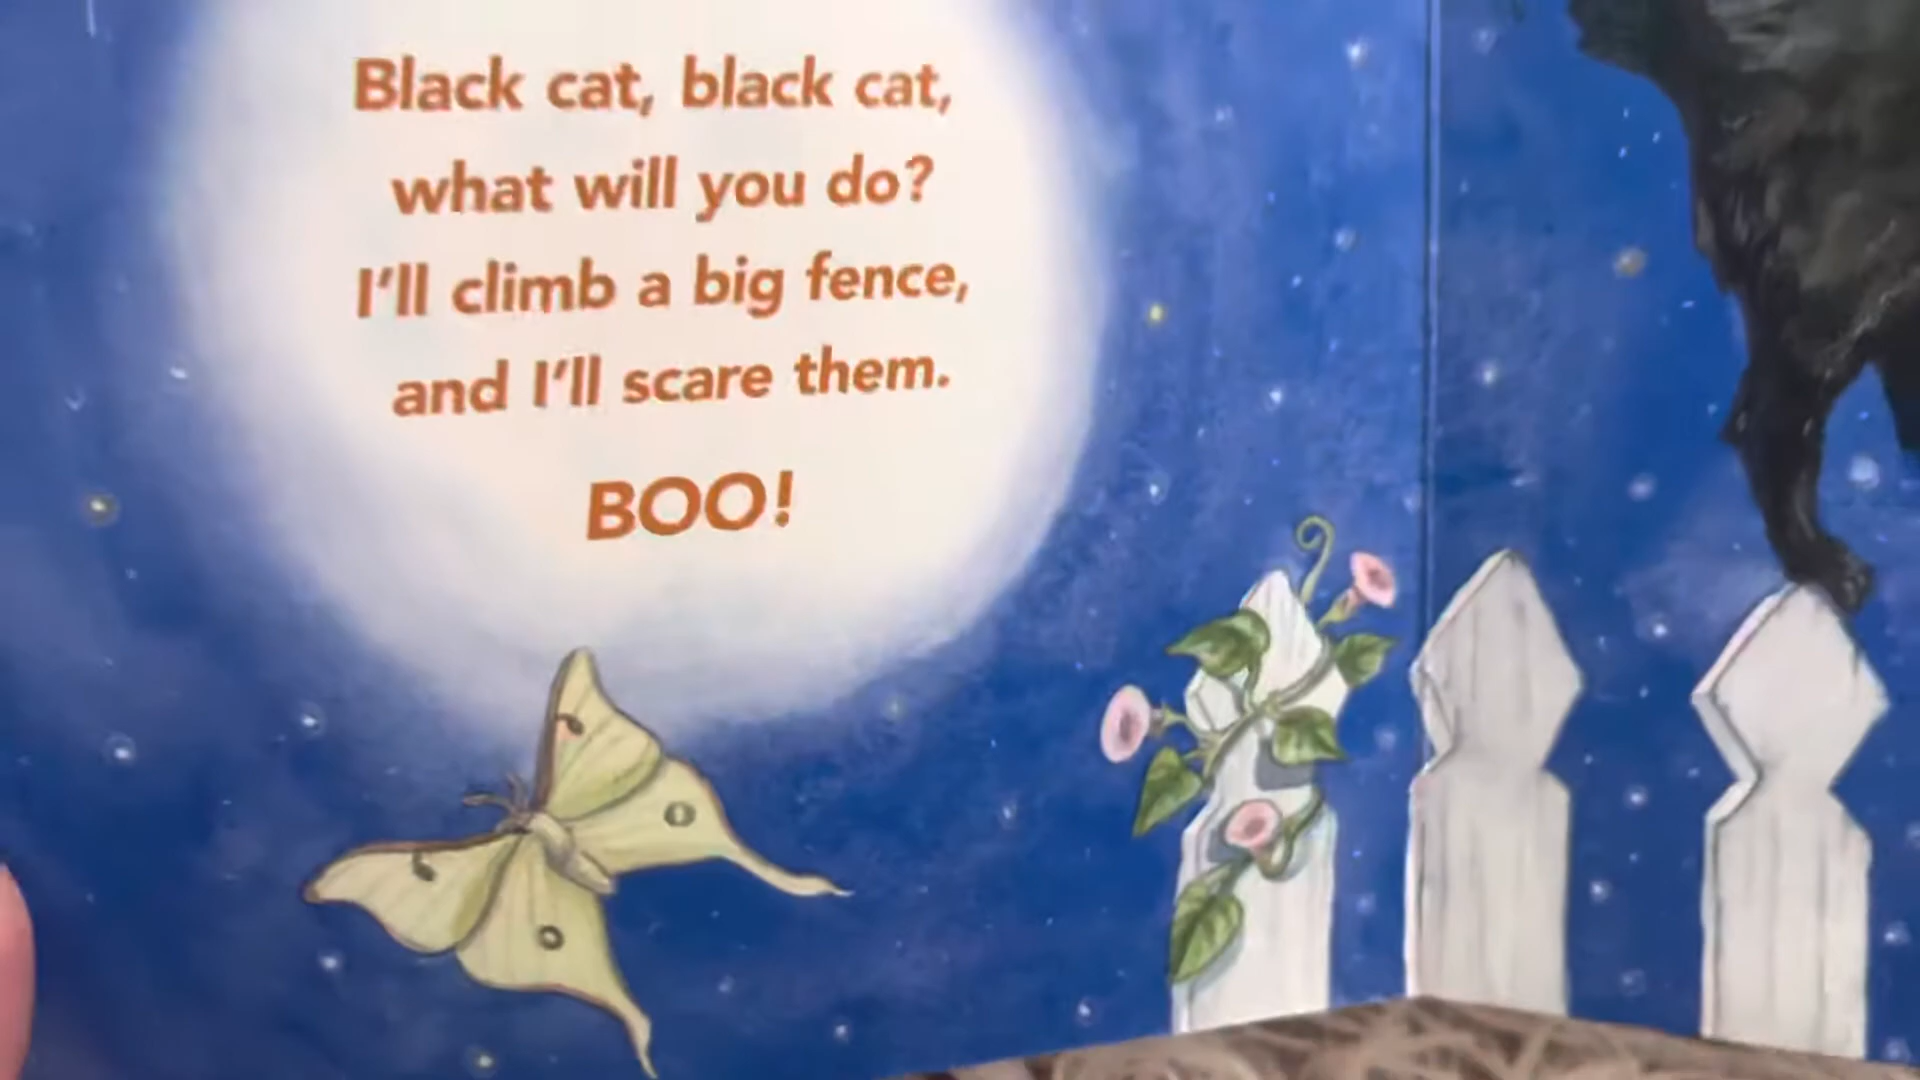 Black cat, black cat,
what will you do?
I'll climb a big fence,
and I'll scare them.
BOO!